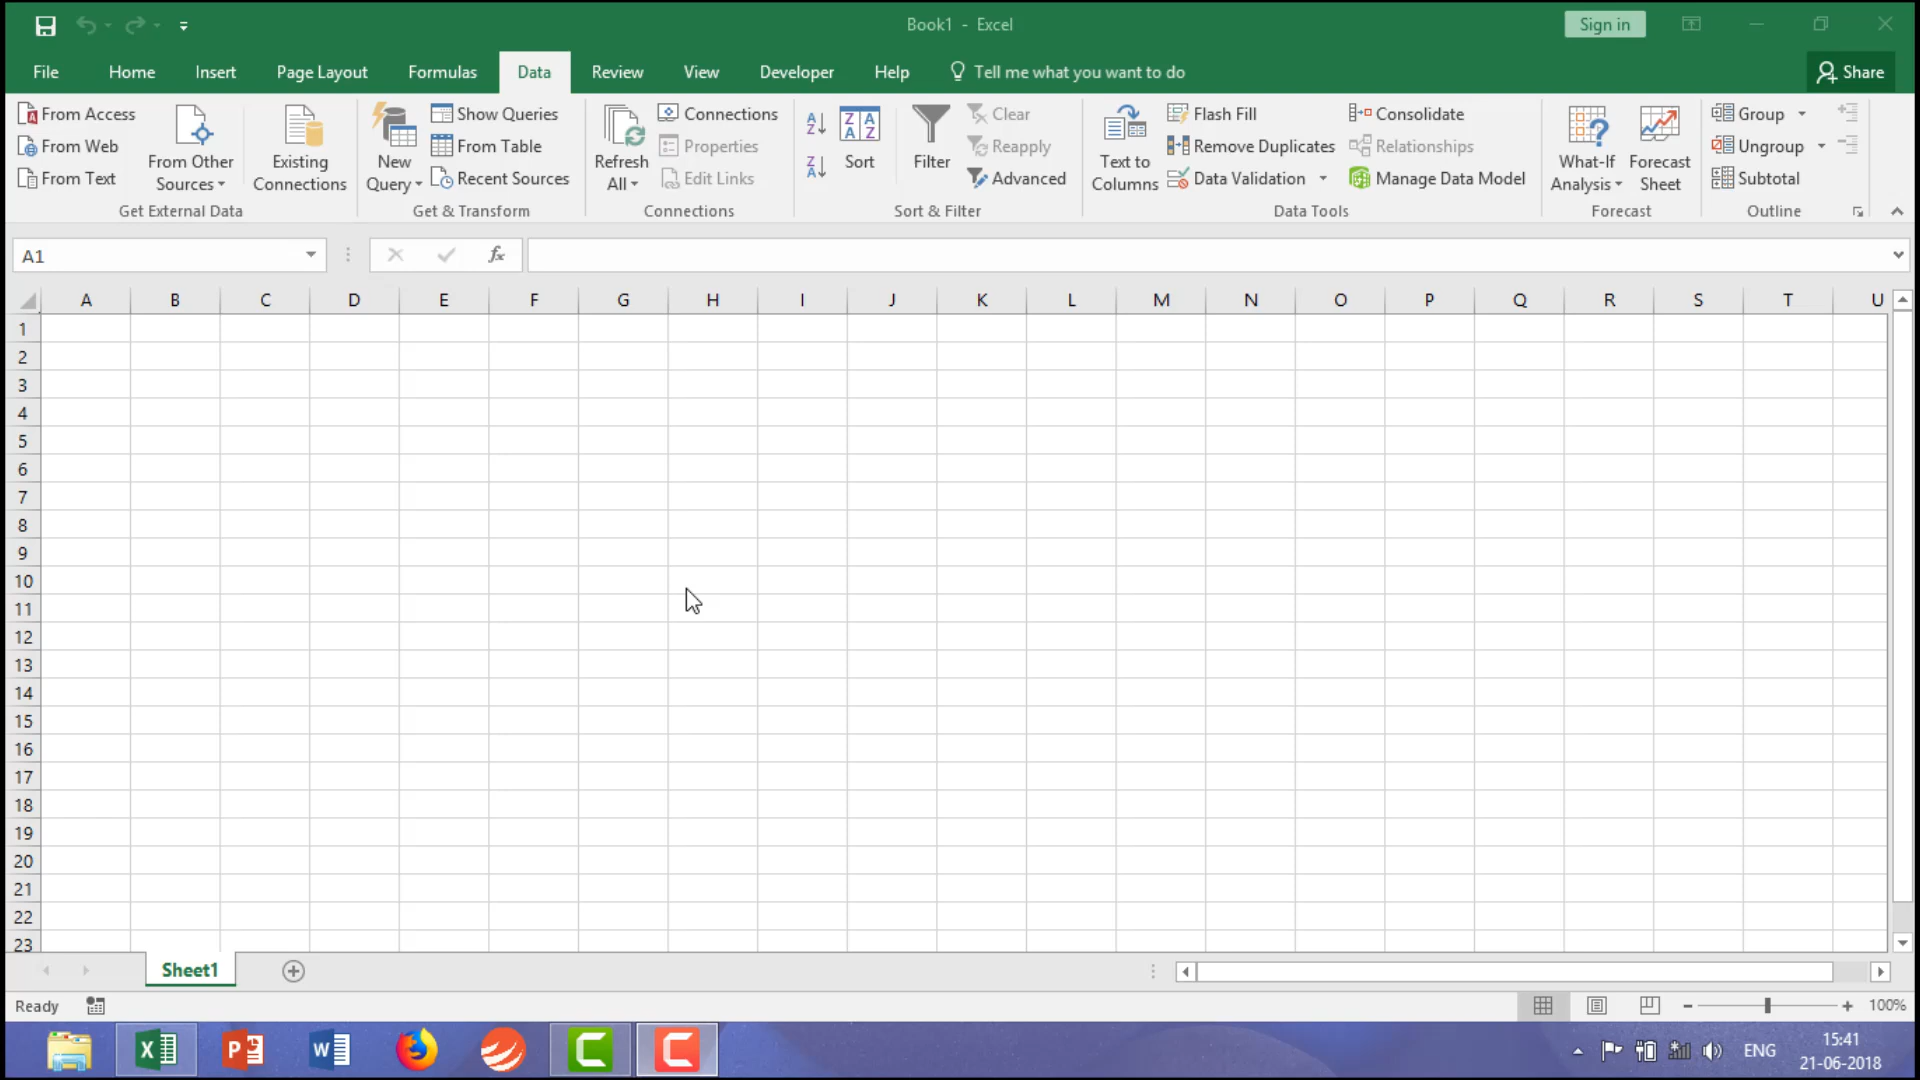 Book1 - Excel
Sign in
File Home Insert Page Layout Formulas Data Review View Developer Help Tell me what you want to do Share
From Access
From Web
From Text
From Other Sources
Existing Connections
Get External Data
New Query
Show Queries
From Table
Recent Sources
Get & Transform
Refresh All
Connections
Properties
Edit Links
Connections
Sort
Filter
Clear
Reapply
Advanced
Sort & Filter
Text to Columns
Flash Fill
Remove Duplicates
Data Validation
Consolidate
Relationships
Manage Data Model
Data Tools
What-If Analysis
Forecast Sheet
Forecast
Group
Ungroup
Subtotal
Outline
A1 fx
A B C D E F G H I J K L M N O P Q R S T U
1
2
3
4
5
6
7
8
9
10
11
12
13
14
15
16
17
18
19
20
21
22
23
Sheet1
Ready 100%
ENG
15:41
21-06-2018